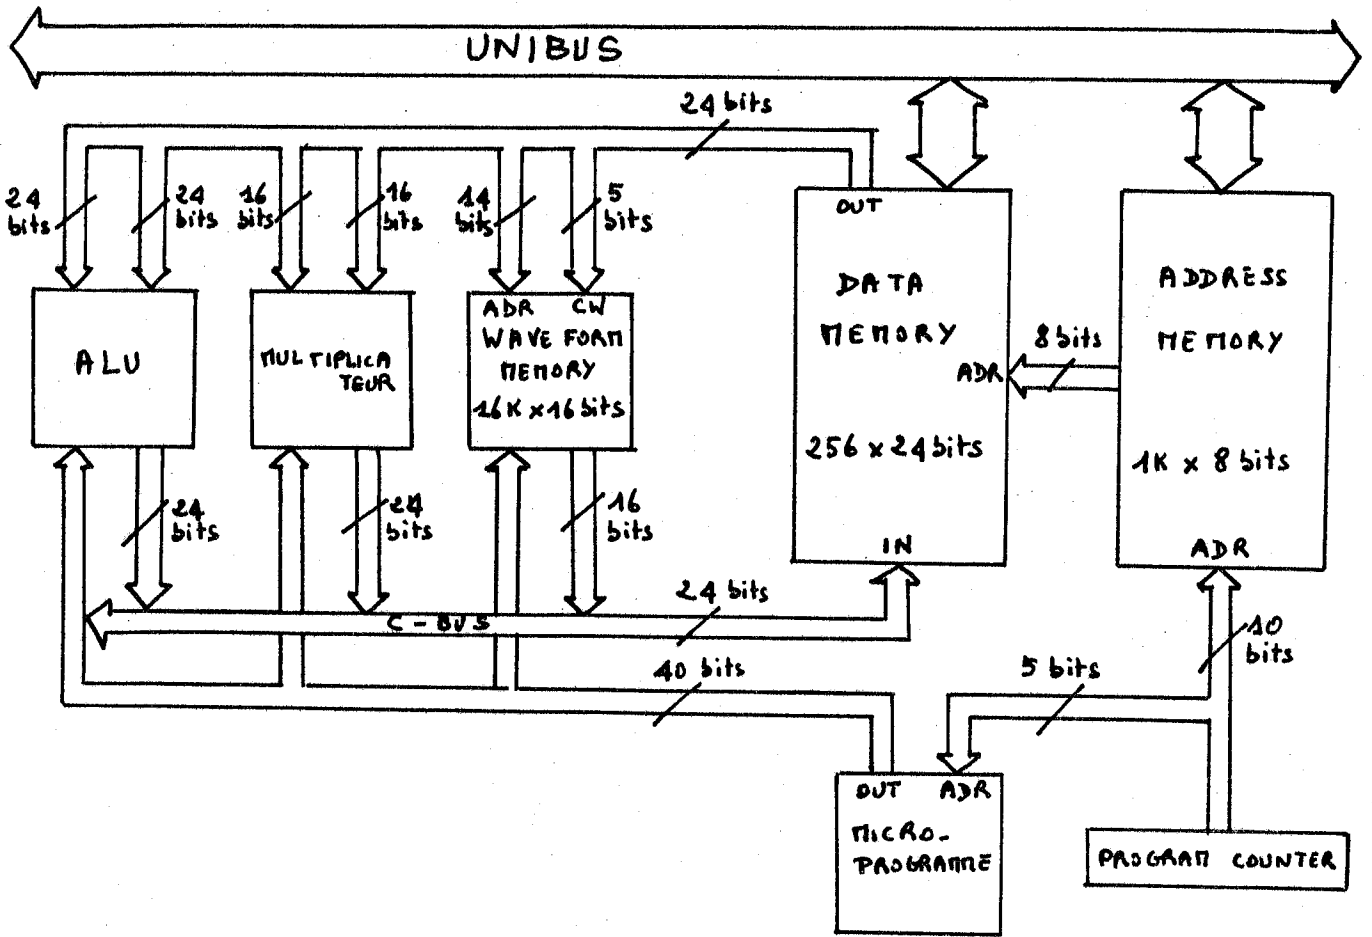 UNIBUS
24 bits
24
bits
24
bits
16
bits
16
bits
14
bits
5
bits
OUT
DATA
MEMORY
ADR
256 x 24 bits
IN
8 bits
ADDRESS
MEMORY
1K x 8 bits
ADR
ALU
MULTIPLICA
TEUR
ADR CW
WAVE FORM
MEMORY
16K x 16 bits
24
bits
24
bits
16
bits
C-BUS
24 bits
40 bits
5 bits
10
bits
OUT ADR
MICRO-
PROGRAMME
PROGRAM COUNTER